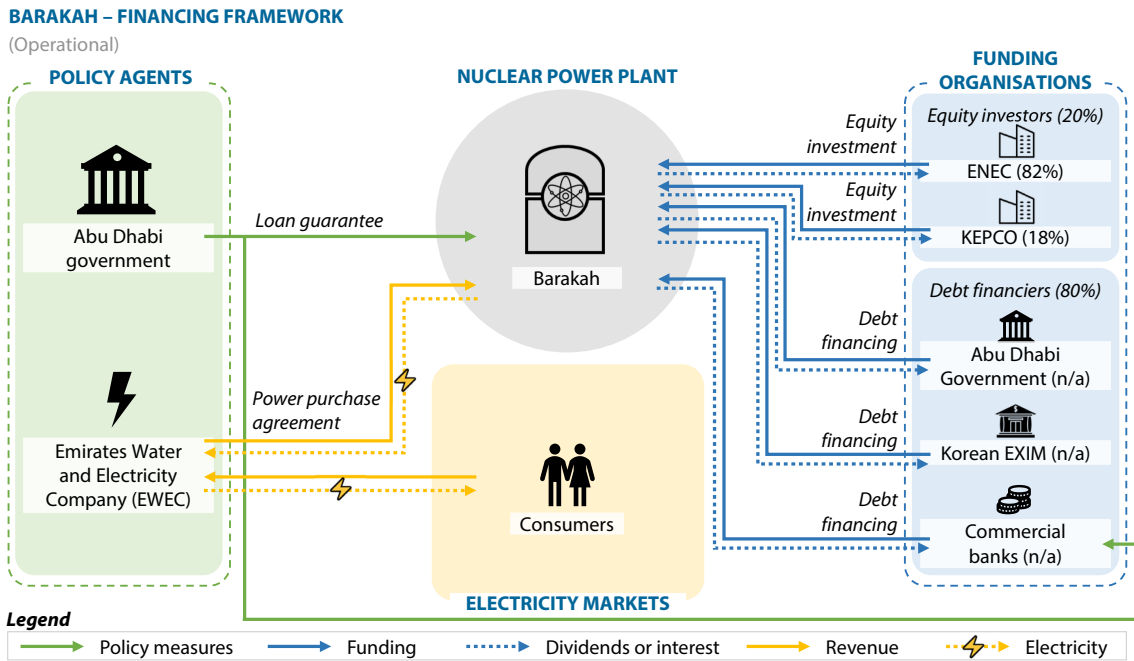 BARAKAH – FINANCING FRAMEWORK
(Operational)
POLICY AGENTS
Abu Dhabi
government
Emirates Water
and Electricity
Company (EWEC)
Loan guarantee
Power purchase
agreement
NUCLEAR POWER PLANT
Barakah
Consumers
ELECTRICITY MARKETS
Equity
investment
Equity
investment
Debt
financing
Debt
financing
Debt
financing
FUNDING
ORGANISATIONS
Equity investors (20%)
ENEC (82%)
KEPCO (18%)
Debt financiers (80%)
Abu Dhabi
Government (n/a)
Korean EXIM (n/a)
Commercial
banks (n/a)
Legend
Policy measures
Funding
Dividends or interest
Revenue
Electricity